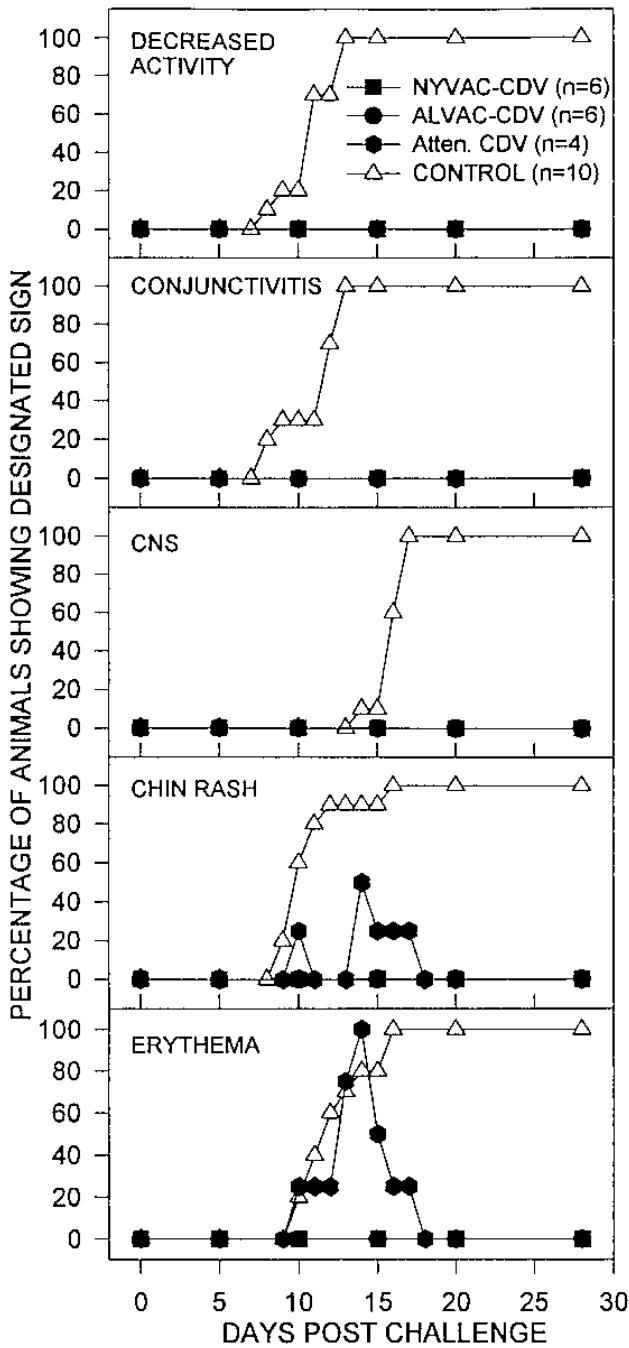 PERCENTAGE OF ANIMALS SHOWING DESIGNATED SIGN
100
80
60
40
20
0
DECREASED
ACTIVITY
NYVAC-CDV (n=6)
ALVAC-CDV (n=6)
Atten. CDV (n=4)
CONTROL (n=10)
100
80
60
40
20
0
CONJUNCTIVITIS
100
80
60
40
20
0
CNS
100
80
60
40
20
0
CHIN RASH
100
80
60
40
20
0
ERYTHEMA
0 5 10 15 20 25 30
DAYS POST CHALLENGE